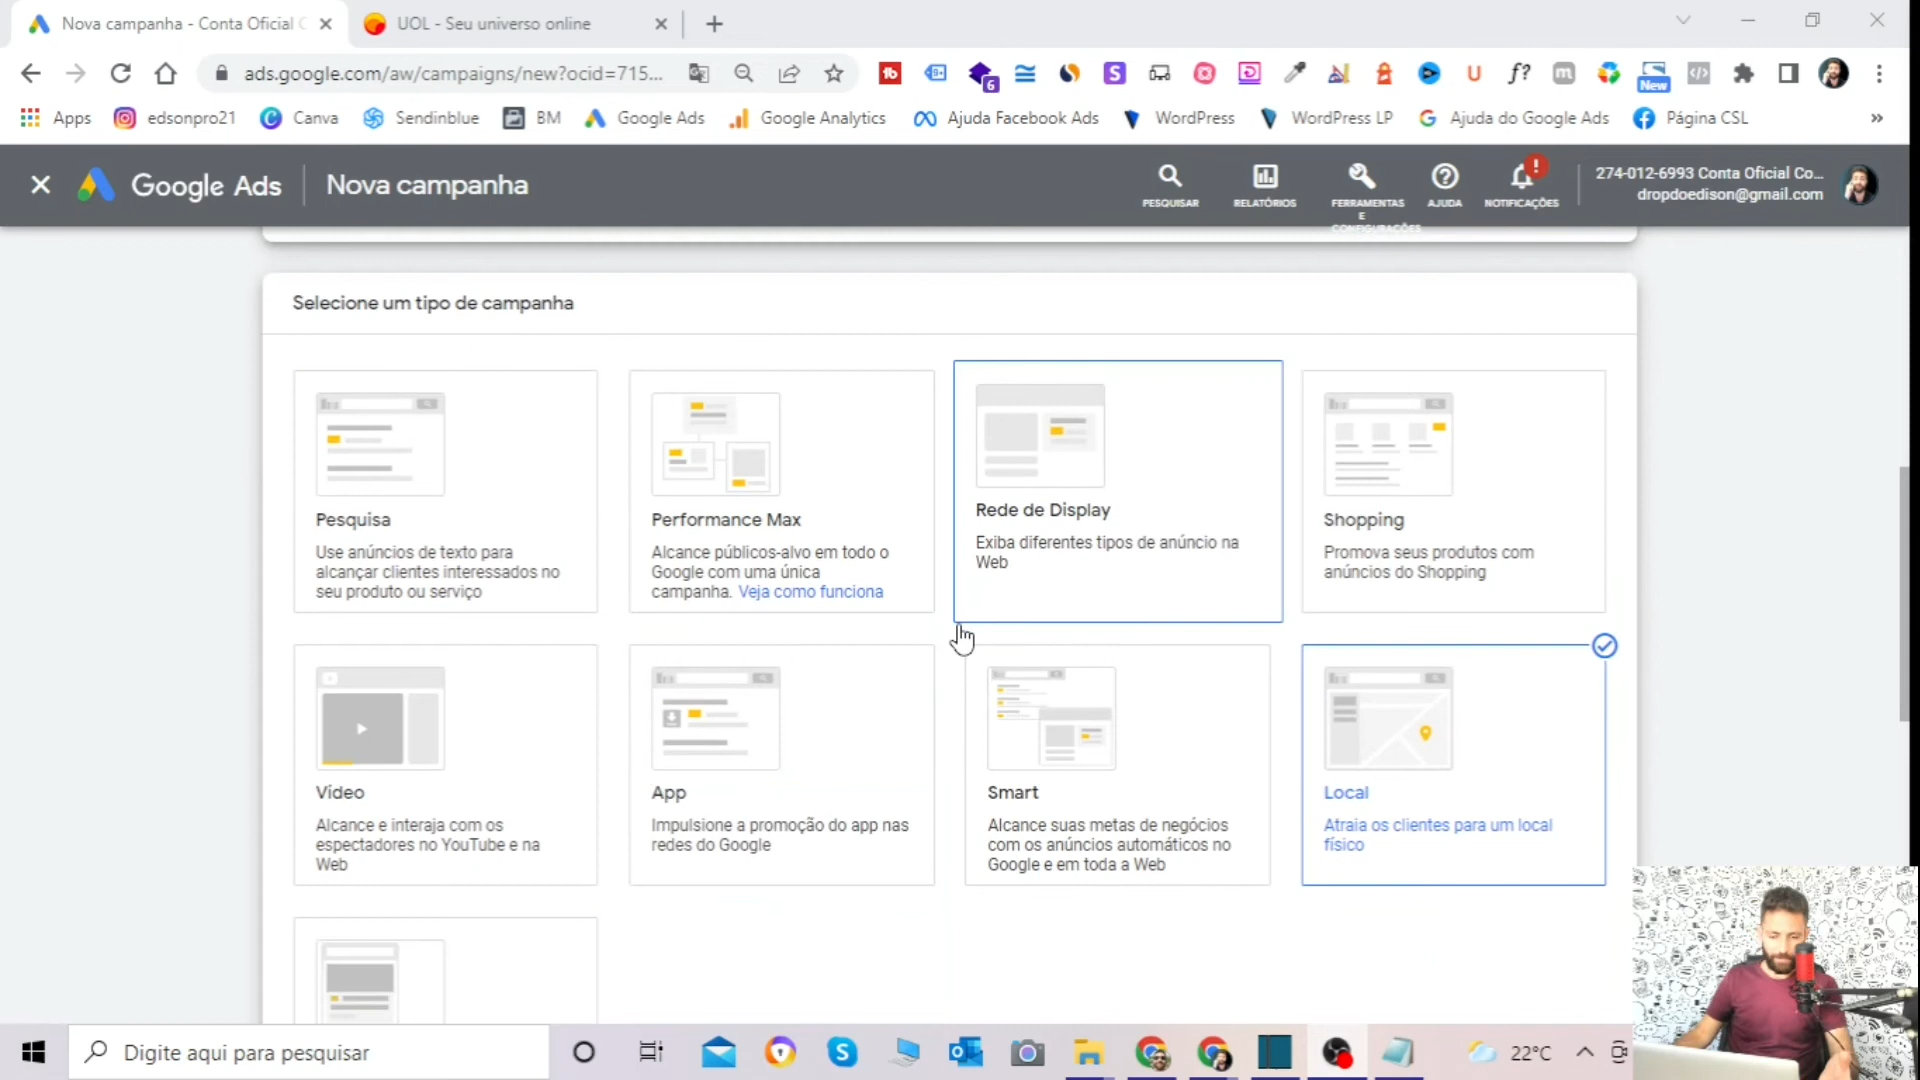 Nova campanha - Conta Oficial C
UOL - Seu universo online
ads.google.com/aw/campaigns/new?ocid=715...
6
New
Apps
edsonpro21
Canva
Sendinblue
BM
Google Ads
Google Analytics
Ajuda Facebook Ads
WordPress
WordPress LP
Ajuda do Google Ads
Página CSL
»
Google Ads
Nova campanha
PESQUISAR
RELATÓRIOS
FERRAMENTAS
E
CONFIGURAÇÕES
AJUDA
NOTIFICAÇÕES
274-012-6993 Conta Oficial Co...
dropdoedison@gmail.com
Selecione um tipo de campanha
Pesquisa
Use anúncios de texto para
alcançar clientes interessados no
seu produto ou serviço
Performance Max
Alcance públicos-alvo em todo o
Google com uma única
campanha. Veja como funciona
Rede de Display
Exiba diferentes tipos de anúncio na
Web
Shopping
Promova seus produtos com
anúncios do Shopping
Vídeo
Alcance e interaja com os
espectadores no YouTube e na
Web
App
Impulsione a promoção do app nas
redes do Google
Smart
Alcance suas metas de negócios
com os anúncios automáticos no
Google e em toda a Web
Local
Atraia os clientes para um local
físico
Digite aqui para pesquisar
22°C